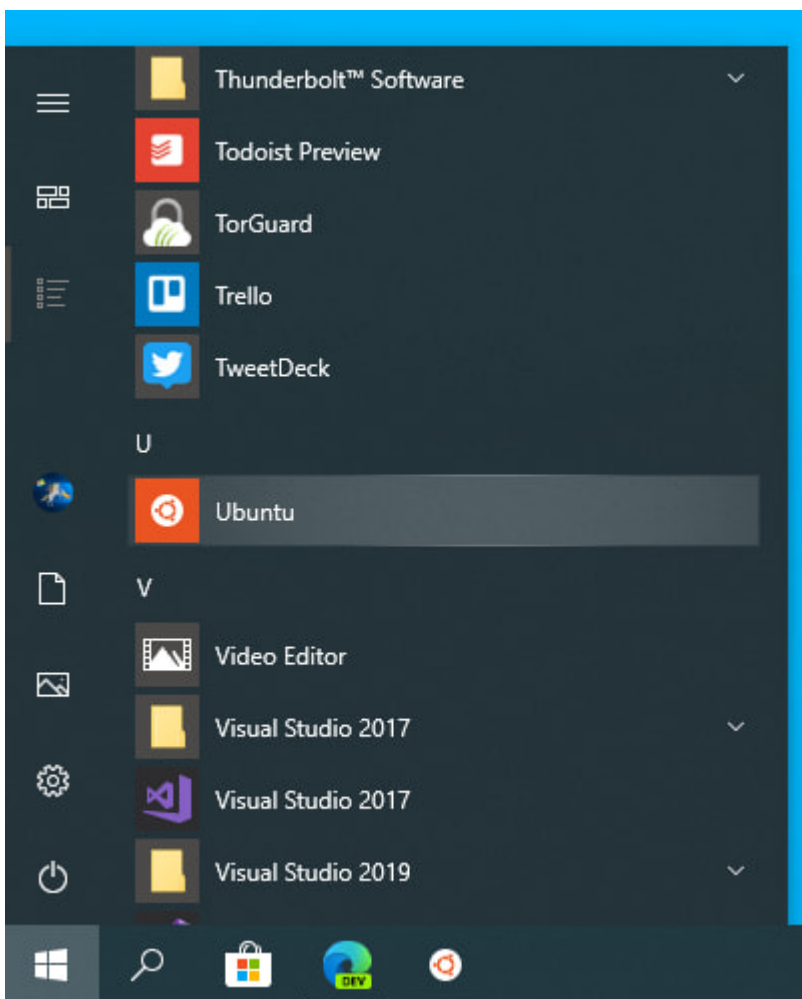 Thunderbolt™ Software
Todoist Preview
TorGuard
Trello
TweetDeck
U
Ubuntu
V
Video Editor
Visual Studio 2017
Visual Studio 2017
Visual Studio 2019
DEV